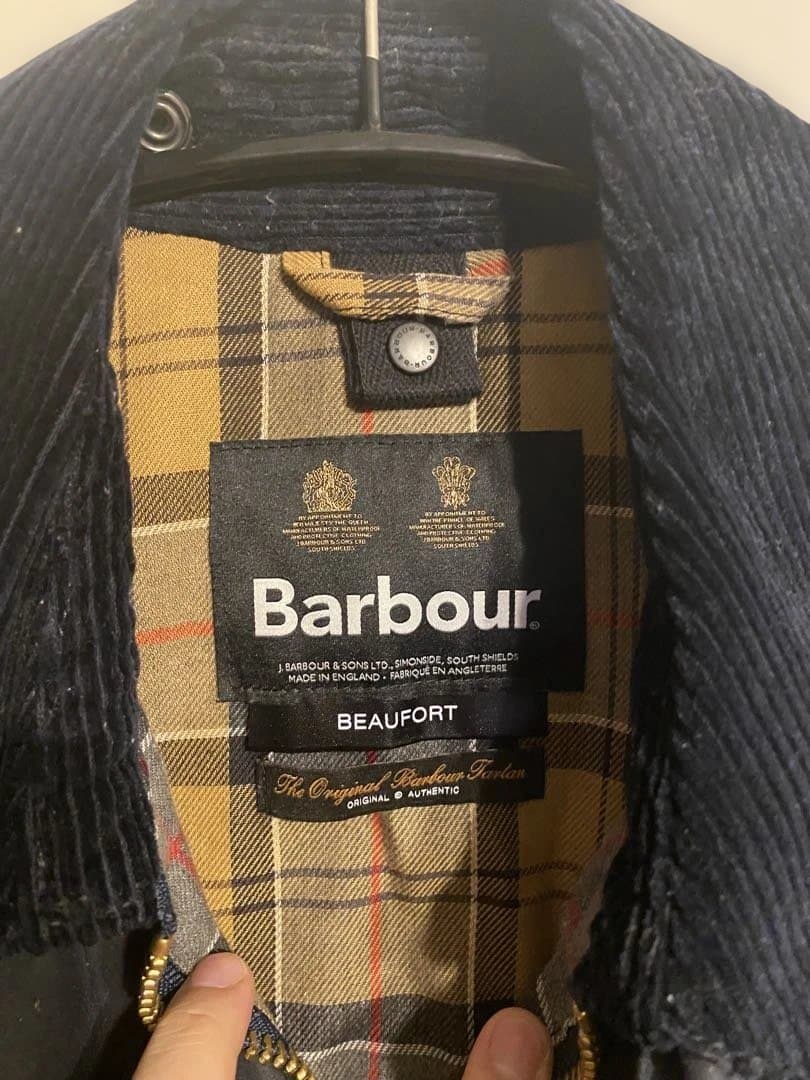 BARBOUR·BARBOUR
BY APPOINTMENT TO
HER MAJESTY THE QUEEN
MANUFACTURERS OF WATERPROOF
AND PROTECTIVE CLOTHING
J BARBOUR & SONS LTD
SOUTH SHIELDS
BY APPOINTMENT TO
HRH THE PRINCE OF WALES
MANUFACTURERS OF WATERPROOF
AND PROTECTIVE CLOTHING
J BARBOUR & SONS LTD
SOUTH SHIELDS
Barbour®
J. BARBOUR & SONS LTD., SIMONSIDE, SOUTH SHIELDS
MADE IN ENGLAND • FABRIQUÉ EN ANGLETERRE
BEAUFORT
The Original Barbour Tartan
ORIGINAL © AUTHENTIC